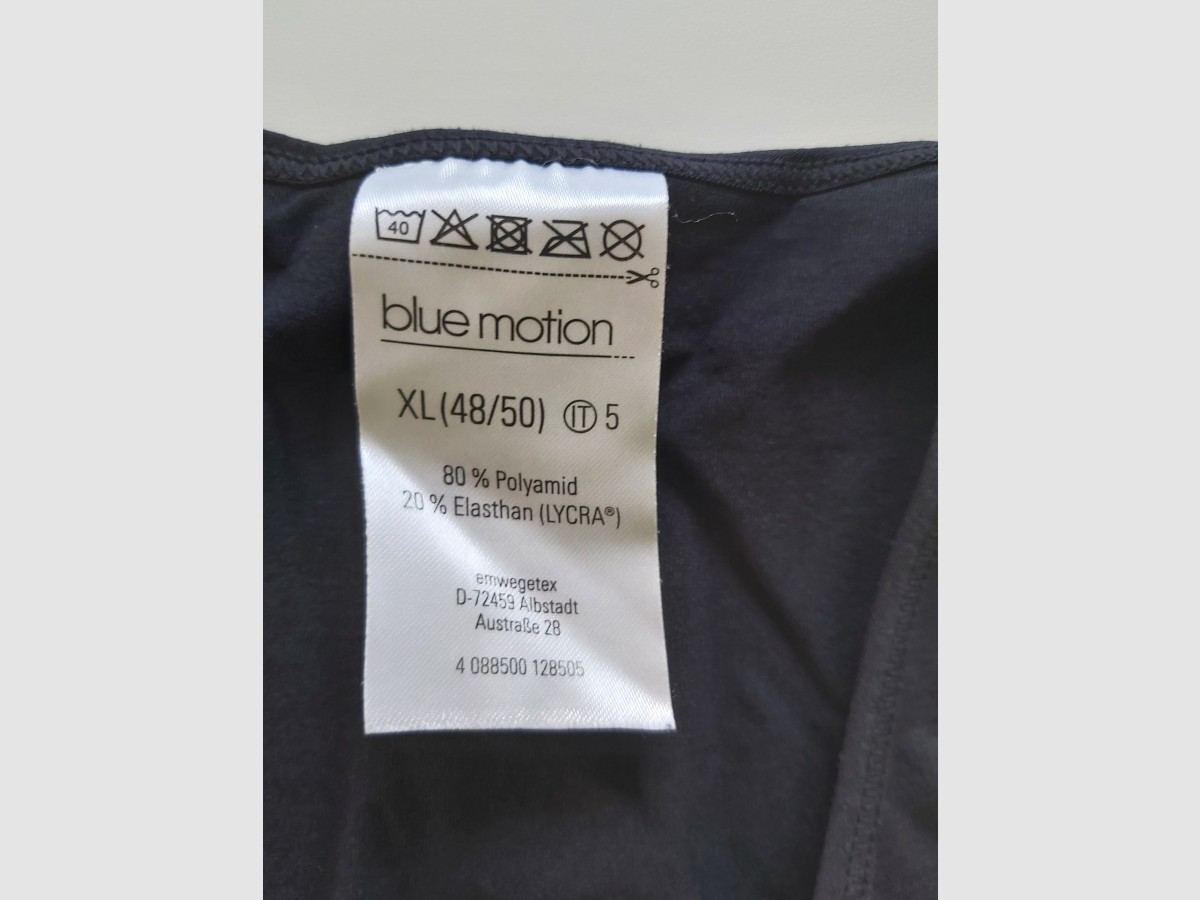 40
blue motion
XL (48/50) IT 5
80 % Polyamid
20 % Elasthan (LYCRA®)
emwegetex
D-72459 Albstadt
Austraße 28
4 088500 128505